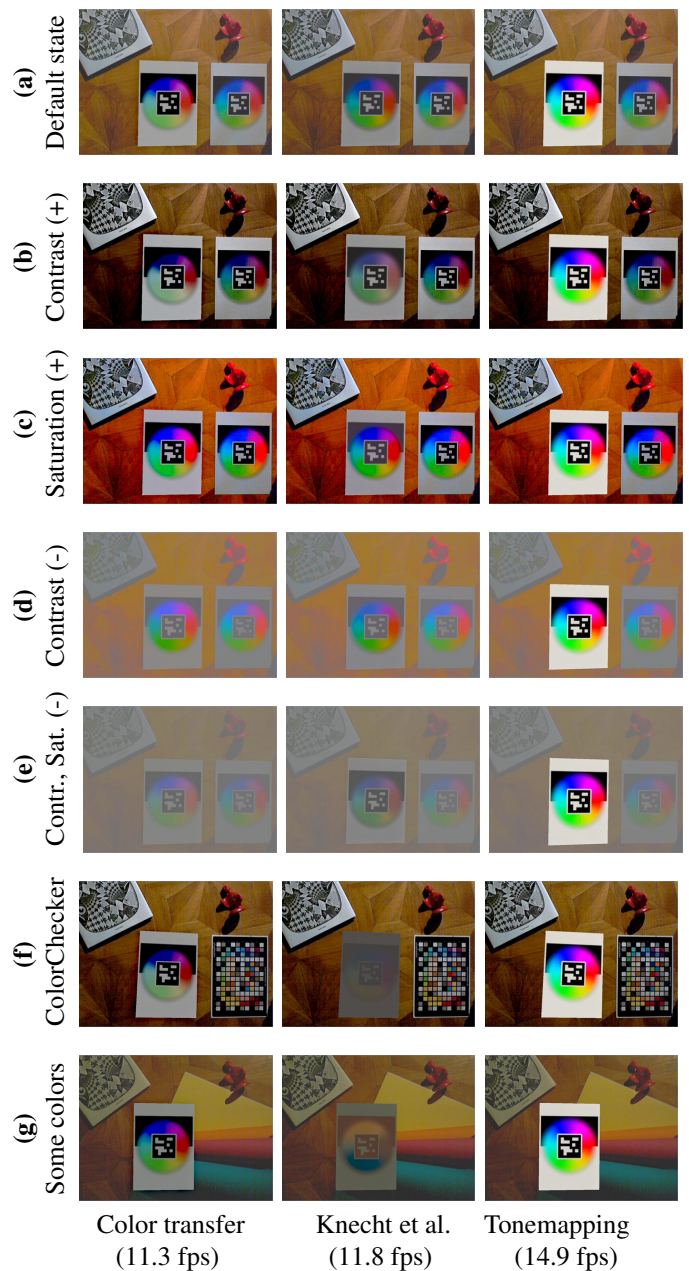 (a)
Default state
(b)
Contrast (+)
(c)
Saturation (+)
(d)
Contrast (-)
(e)
Contr., Sat. (-)
(f)
ColorChecker
(g)
Some colors
Color transfer Knecht et al. Tonemapping
(11.3 fps) (11.8 fps) (14.9 fps)